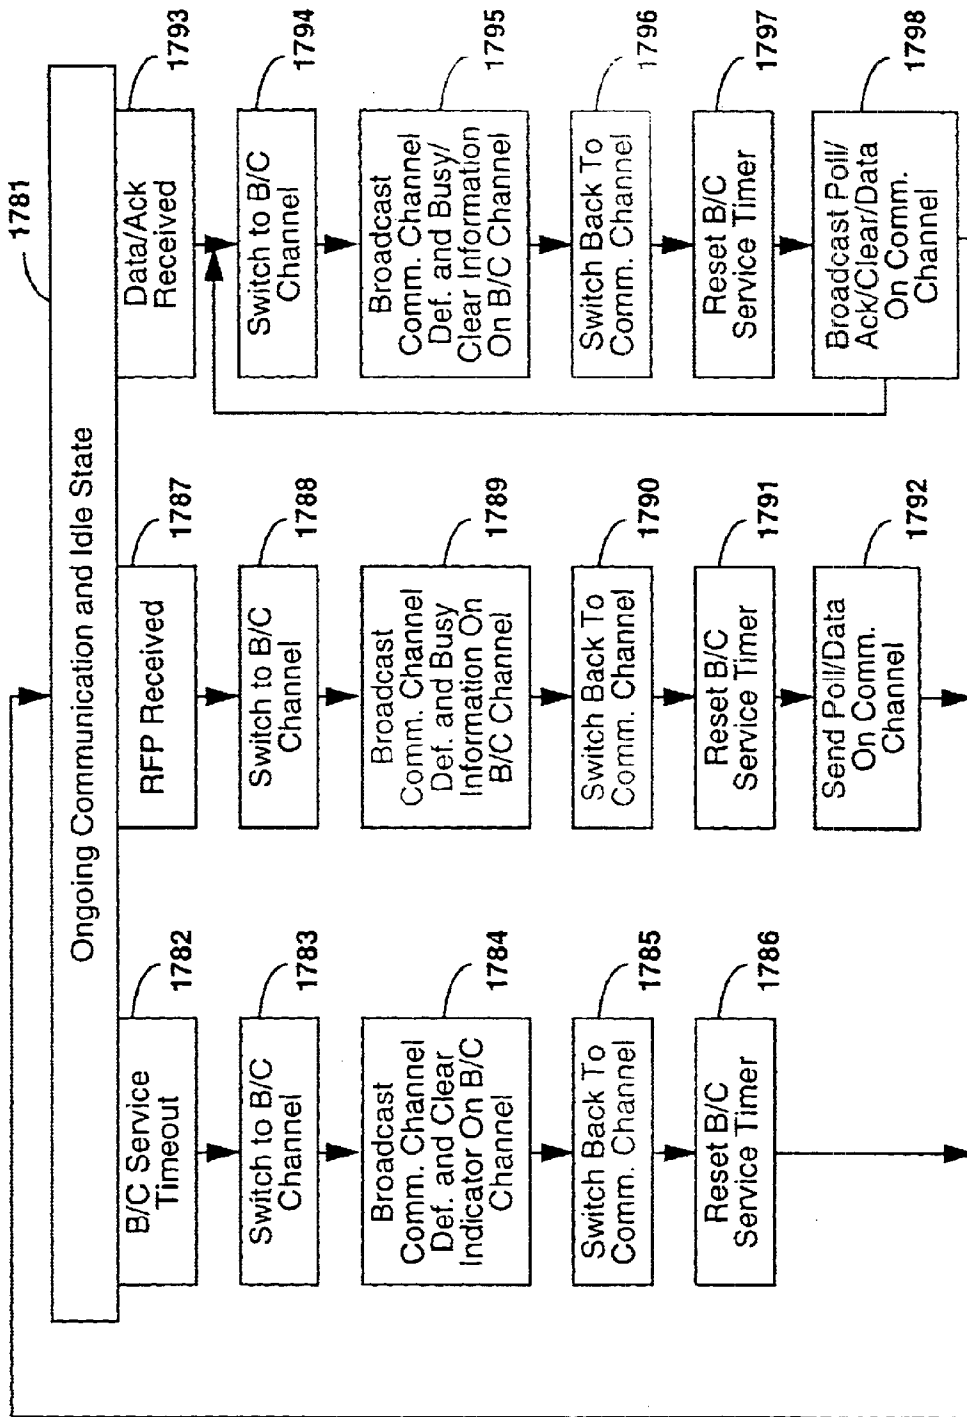 1781
Ongoing Communication and Idle State
B/C Service
Timeout
1782
Switch to B/C
Channel
1783
Broadcast
Comm. Channel
Def. and Clear
Indicator On B/C
Channel
1784
Switch Back To
Comm. Channel
1785
Reset B/C
Service Timer
1786
RFP Received
1787
Switch to B/C
Channel
1788
Broadcast
Comm. Channel
Def. and Busy
Information On
B/C Channel
1789
Switch Back To
Comm. Channel
1790
Reset B/C
Service Timer
1791
Send Poll/Data
On Comm.
Channel
1792
Data/Ack
Received
1793
Switch to B/C
Channel
1794
Broadcast
Comm. Channel
Def. and Busy/
Clear Information
On B/C Channel
1795
Switch Back To
Comm. Channel
1796
Reset B/C
Service Timer
1797
Broadcast Poll/
Ack/Clear/Data
On Comm.
Channel
1798